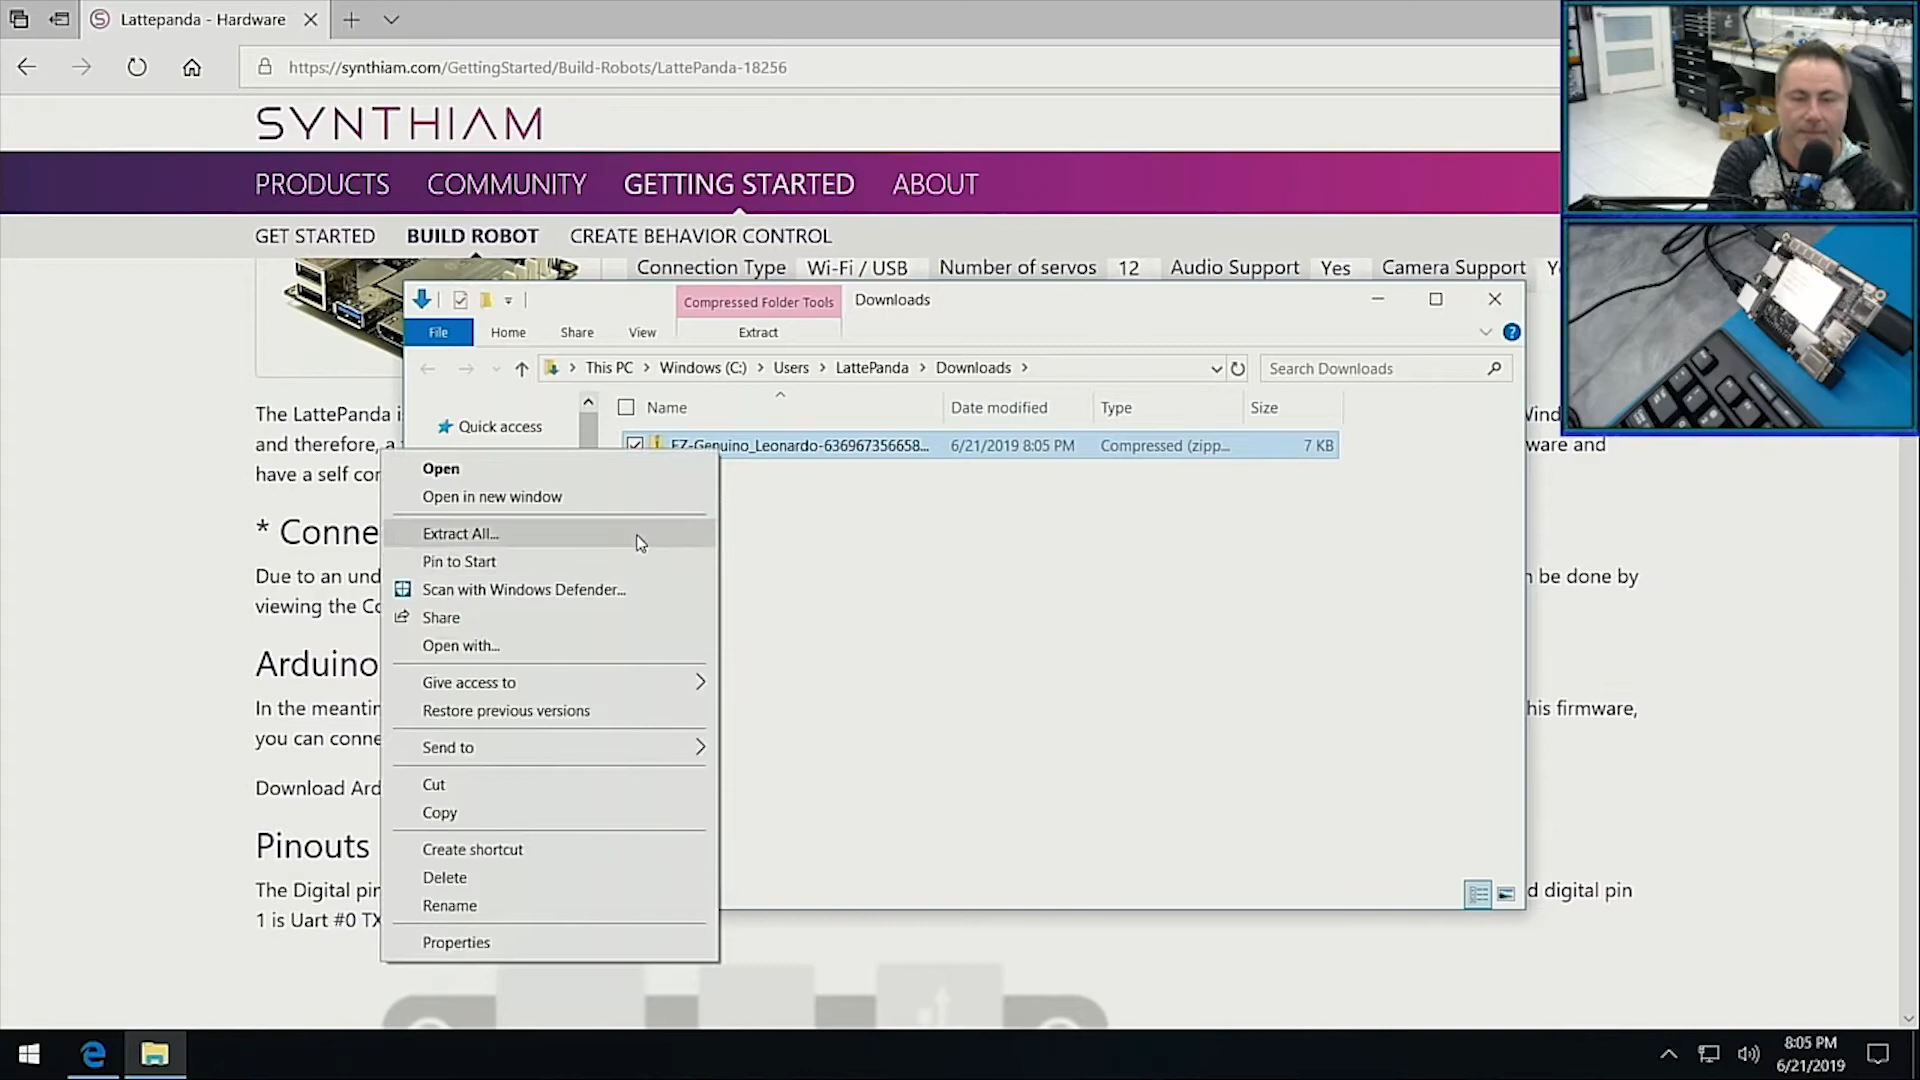 Lattepanda - Hardware
https://synthiam.com/GettingStarted/Build-Robots/LattePanda-18256
SYNTHIAM
PRODUCTS COMMUNITY GETTING STARTED ABOUT
GET STARTED BUILD ROBOT CREATE BEHAVIOR CONTROL
Connection Type Wi-Fi / USB Number of servos 12 Audio Support Yes Camera Support
Compressed Folder Tools Downloads
File Home Share View Extract
This PC Windows (C:) Users LattePanda Downloads Search Downloads
Name Date modified Type Size
Quick access
EZ-Genuino_Leonardo-636967356658... 6/21/2019 8:05 PM Compressed (zipp... 7 KB
The LattePanda
and therefore, a ware and
have a self
Open
Open in new window
Extract All...
Pin to Start
Scan with Windows Defender...
Share
Open with...
Give access to
Restore previous versions
Send to
Cut
Copy
Create shortcut
Delete
Rename
Properties
* Conne
Due to an n be done by
viewing the
Arduino
In the his firmware,
you can
Download
Pinouts
The Digital d digital pin
1 is Uart #0 TX
8:05 PM
6/21/2019